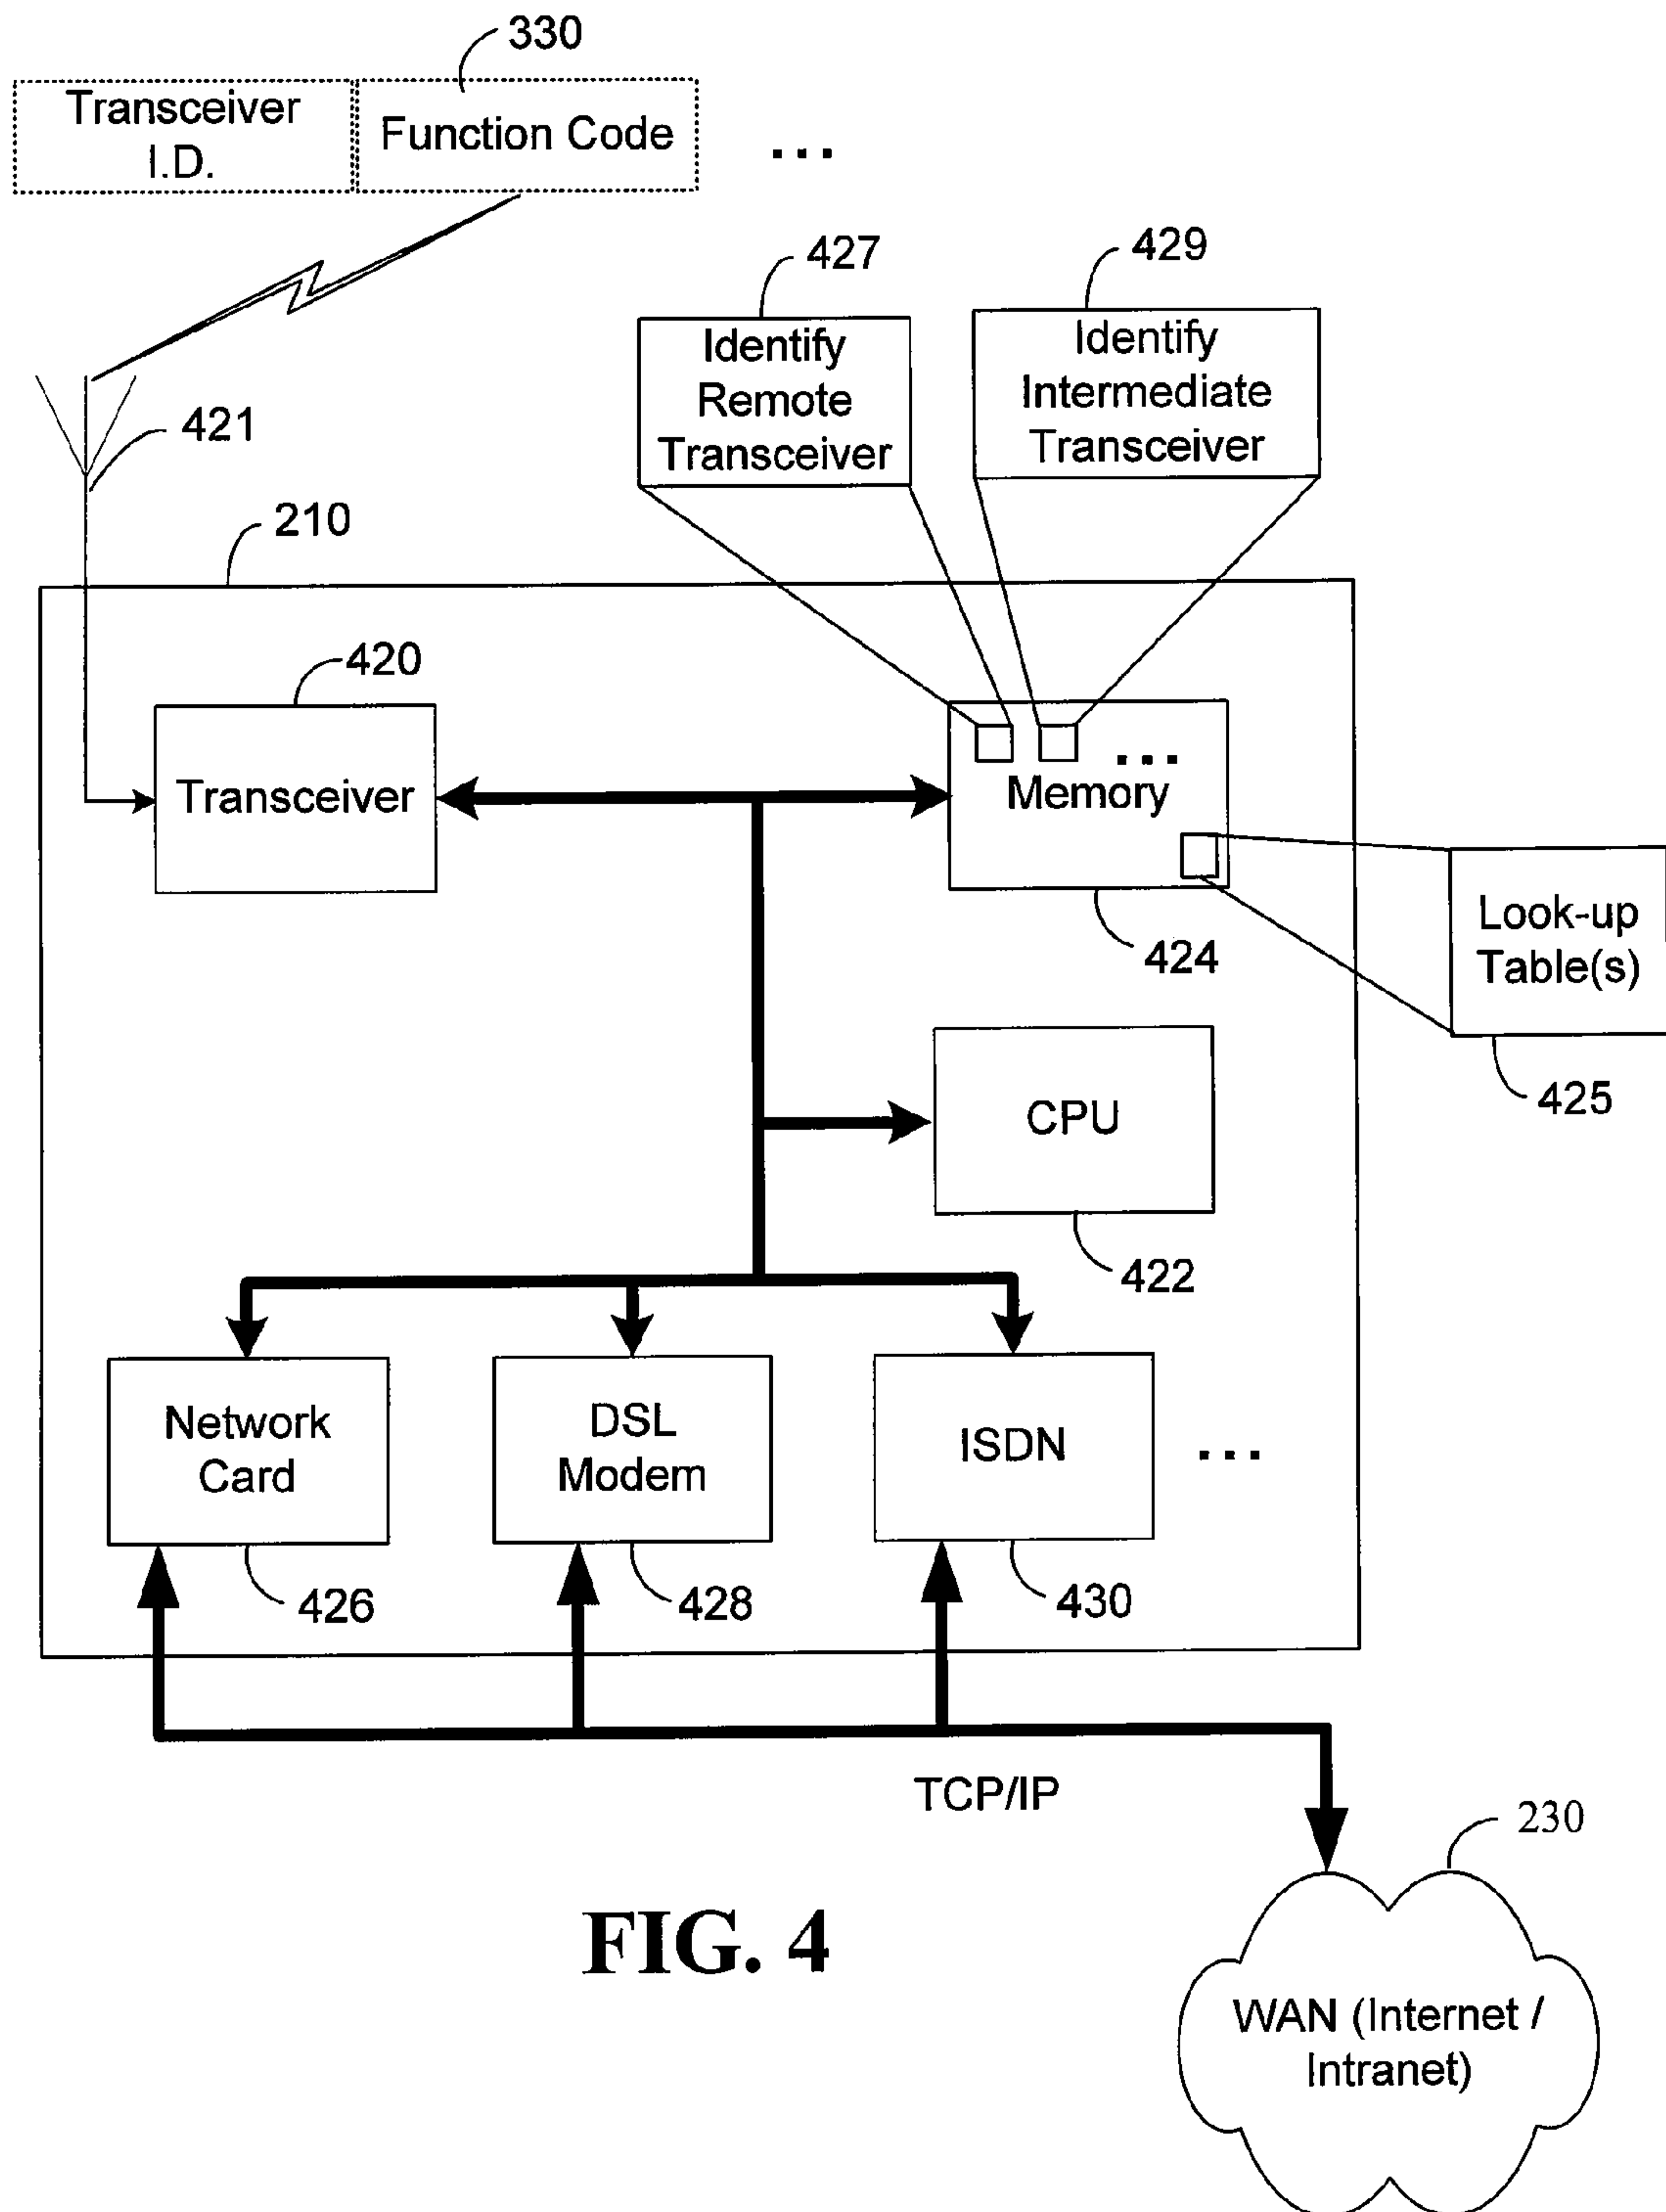 330
Transceiver
I.D.
Function Code
...
427
429
Identify
Remote
Transceiver
Identify
Intermediate
Transceiver
421
210
420
Transceiver
...
Memory
424
Look-up
Table(s)
425
CPU
422
Network
Card
DSL
Modem
ISDN
...
426
428
430
TCP/IP
230
FIG. 4
WAN (Internet /
Intranet)